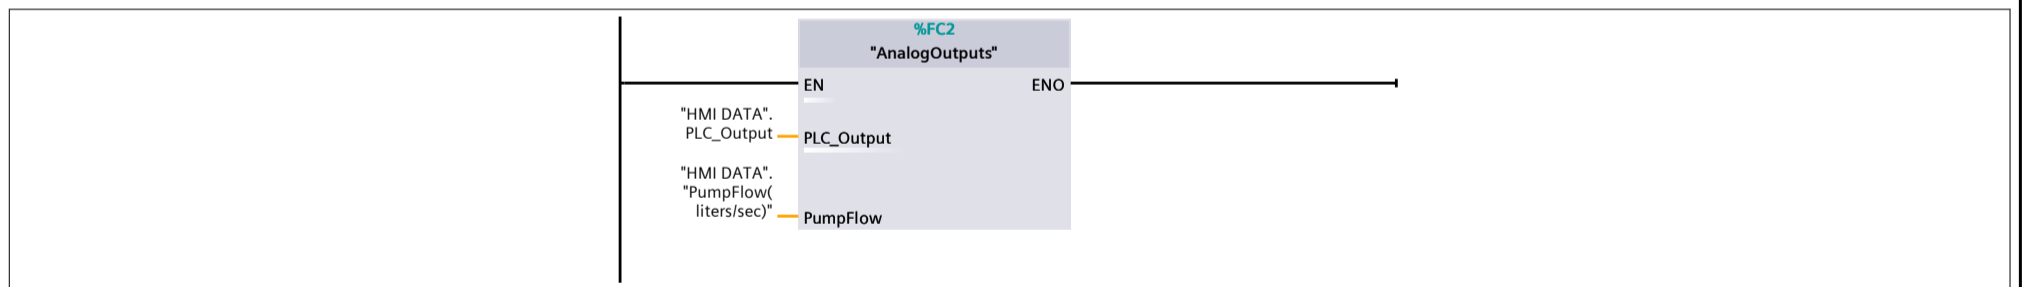 %FC2
"AnalogOutputs"
EN
ENO
"HMI DATA".
PLC_Output
PLC_Output
"HMI DATA".
"PumpFlow(
liters/sec)"
PumpFlow